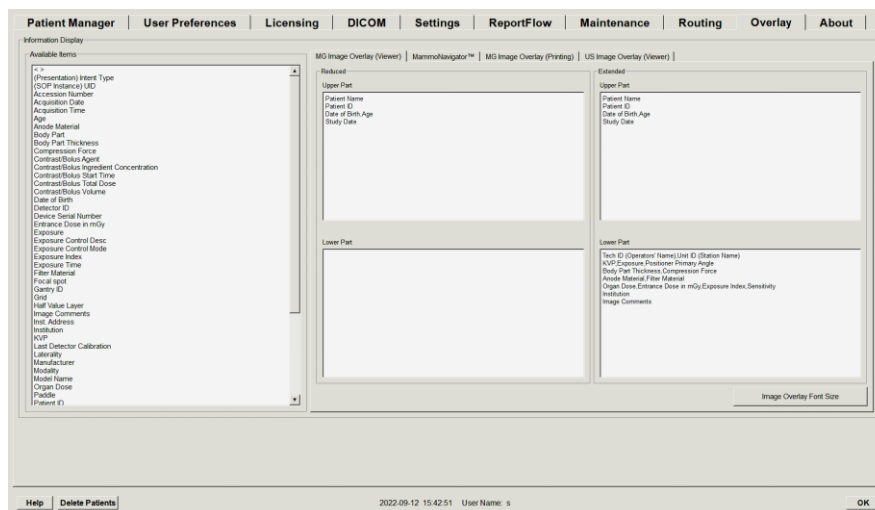 Patient Manager | User Preferences | Licensing | DICOM | Settings | ReportFlow | Maintenance | Routing | Overlay | About
Information Display
Available Items
< >
(Presentation) Intent Type
(SOP Instance) UID
Accession Number
Acquisition Date
Acquisition Time
Age
Anode Material
Body Part
Body Part Thickness
Compression Force
Contrast/Bolus Agent
Contrast/Bolus Ingredient Concentration
Contrast/Bolus Start Time
Contrast/Bolus Total Dose
Contrast/Bolus Volume
Date of Birth
Detector ID
Device Serial Number
Entrance Dose in mGy
Exposure
Exposure Control Desc
Exposure Control Mode
Exposure Index
Exposure Time
Filter Material
Focal spot
Gantry ID
Grid
Half Value Layer
Image Comments
Inst. Address
Institution
KVP
Last Detector Calibration
Laterality
Manufacturer
Modality
Model Name
Organ Dose
Paddle
Patient ID
MG Image Overlay (Viewer) | MammoNavigator™ | MG Image Overlay (Printing) | US Image Overlay (Viewer)
Reduced
Upper Part
Patient Name
Patient ID
Date of Birth,Age
Study Date
Lower Part
Extended
Upper Part
Patient Name
Patient ID
Date of Birth,Age
Study Date
Lower Part
Tech ID (Operators' Name),Unit ID (Station Name)
KVP,Exposure,Positioner Primary Angle
Body Part Thickness,Compression Force
Anode Material,Filter Material
Organ Dose,Entrance Dose in mGy,Exposure Index,Sensitivity
Institution
Image Comments
Image Overlay Font Size
Help Delete Patients 2022-09-12 15:42:51 User Name: s OK